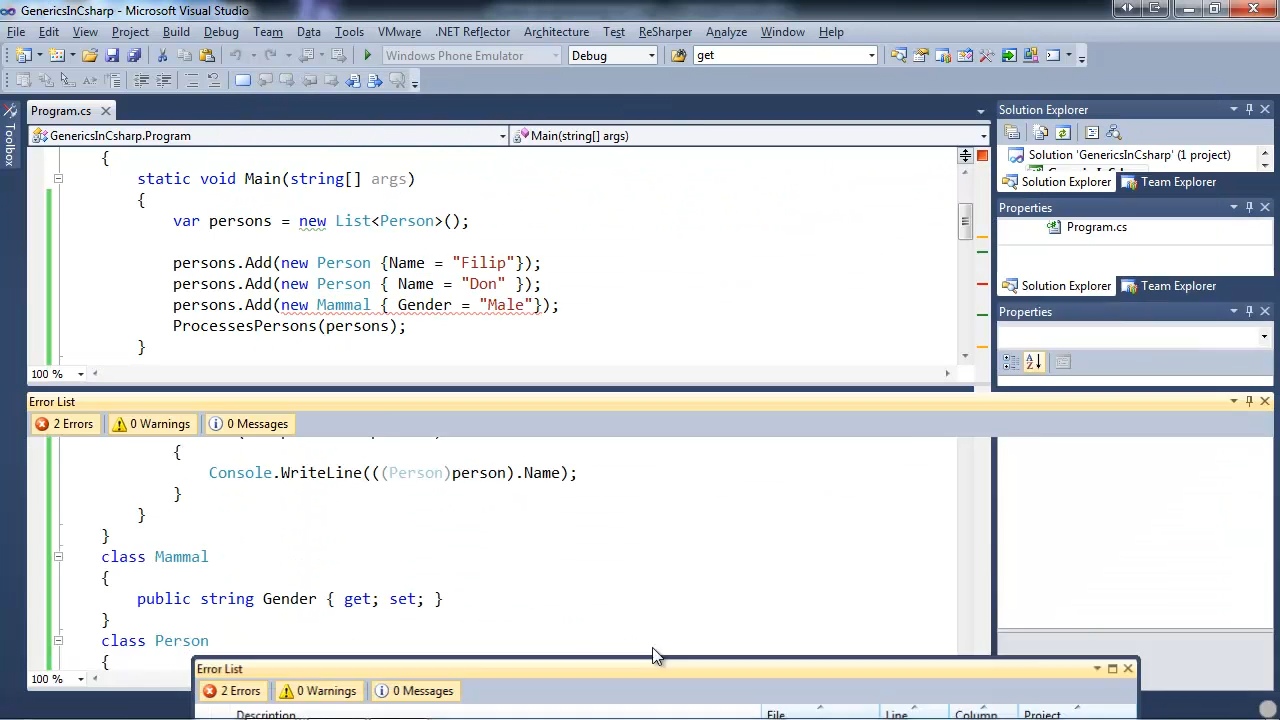 GenericsInCsharp - Microsoft Visual Studio
File Edit View Project Build Debug Team Data Tools VMware .NET Reflector Architecture Test ReSharper Analyze Window Help
Windows Phone Emulator Debug get
Program.cs
GenericsInCsharp.Program Main(string[] args)
{
static void Main(string[] args)
{
var persons = new List<Person>();
persons.Add(new Person {Name = "Filip"});
persons.Add(new Person { Name = "Don" });
persons.Add(new Mammal { Gender = "Male"});
ProcessesPersons(persons);
}
100 %
Error List
2 Errors 0 Warnings 0 Messages
{
Console.WriteLine(((Person)person).Name);
}
}
}
class Mammal
{
public string Gender { get; set; }
}
class Person
{
100 %
Error List
2 Errors 0 Warnings 0 Messages
Description File Line Column Project
Toolbox
Solution Explorer
Solution 'GenericsInCsharp' (1 project)
Solution Explorer Team Explorer
Properties
Program.cs
Solution Explorer Team Explorer
Properties